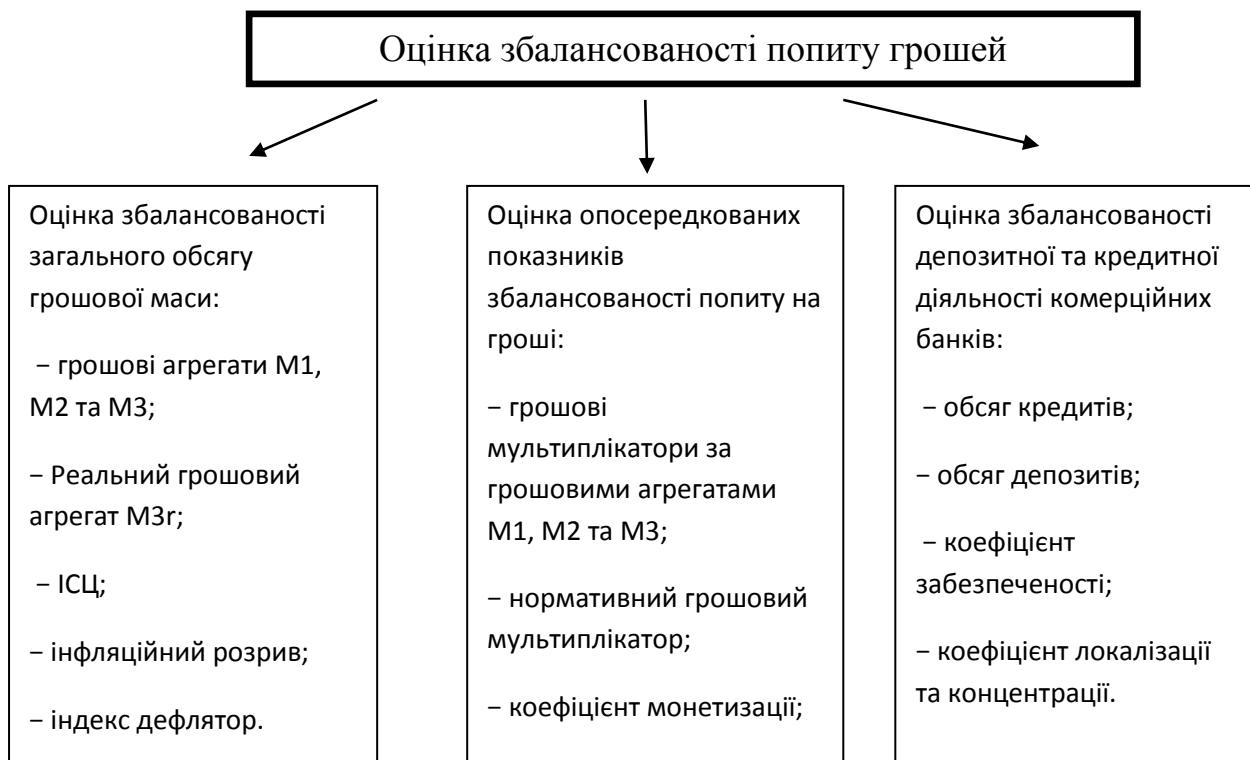 Оцінка збалансованості попиту грошей
Оцінка збалансованості
загального обсягу
грошової маси:
− грошові агрегати М1,
М2 та М3;
− Реальний грошовий
агрегат М3r;
− ІСЦ;
− інфляційний розрив;
− індекс дефлятор.
Оцінка опосередкованих
показників
збалансованості попиту на
гроші:
− грошові
мультиплікатори за
грошовими агрегатами
М1, М2 та М3;
− нормативний грошовий
мультиплікатор;
− коефіцієнт монетизації;
Оцінка збалансованості
депозитної та кредитної
діяльності комерційних
банків:
− обсяг кредитів;
− обсяг депозитів;
− коефіцієнт
забезпеченості;
− коефіцієнт локалізації
та концентрації.